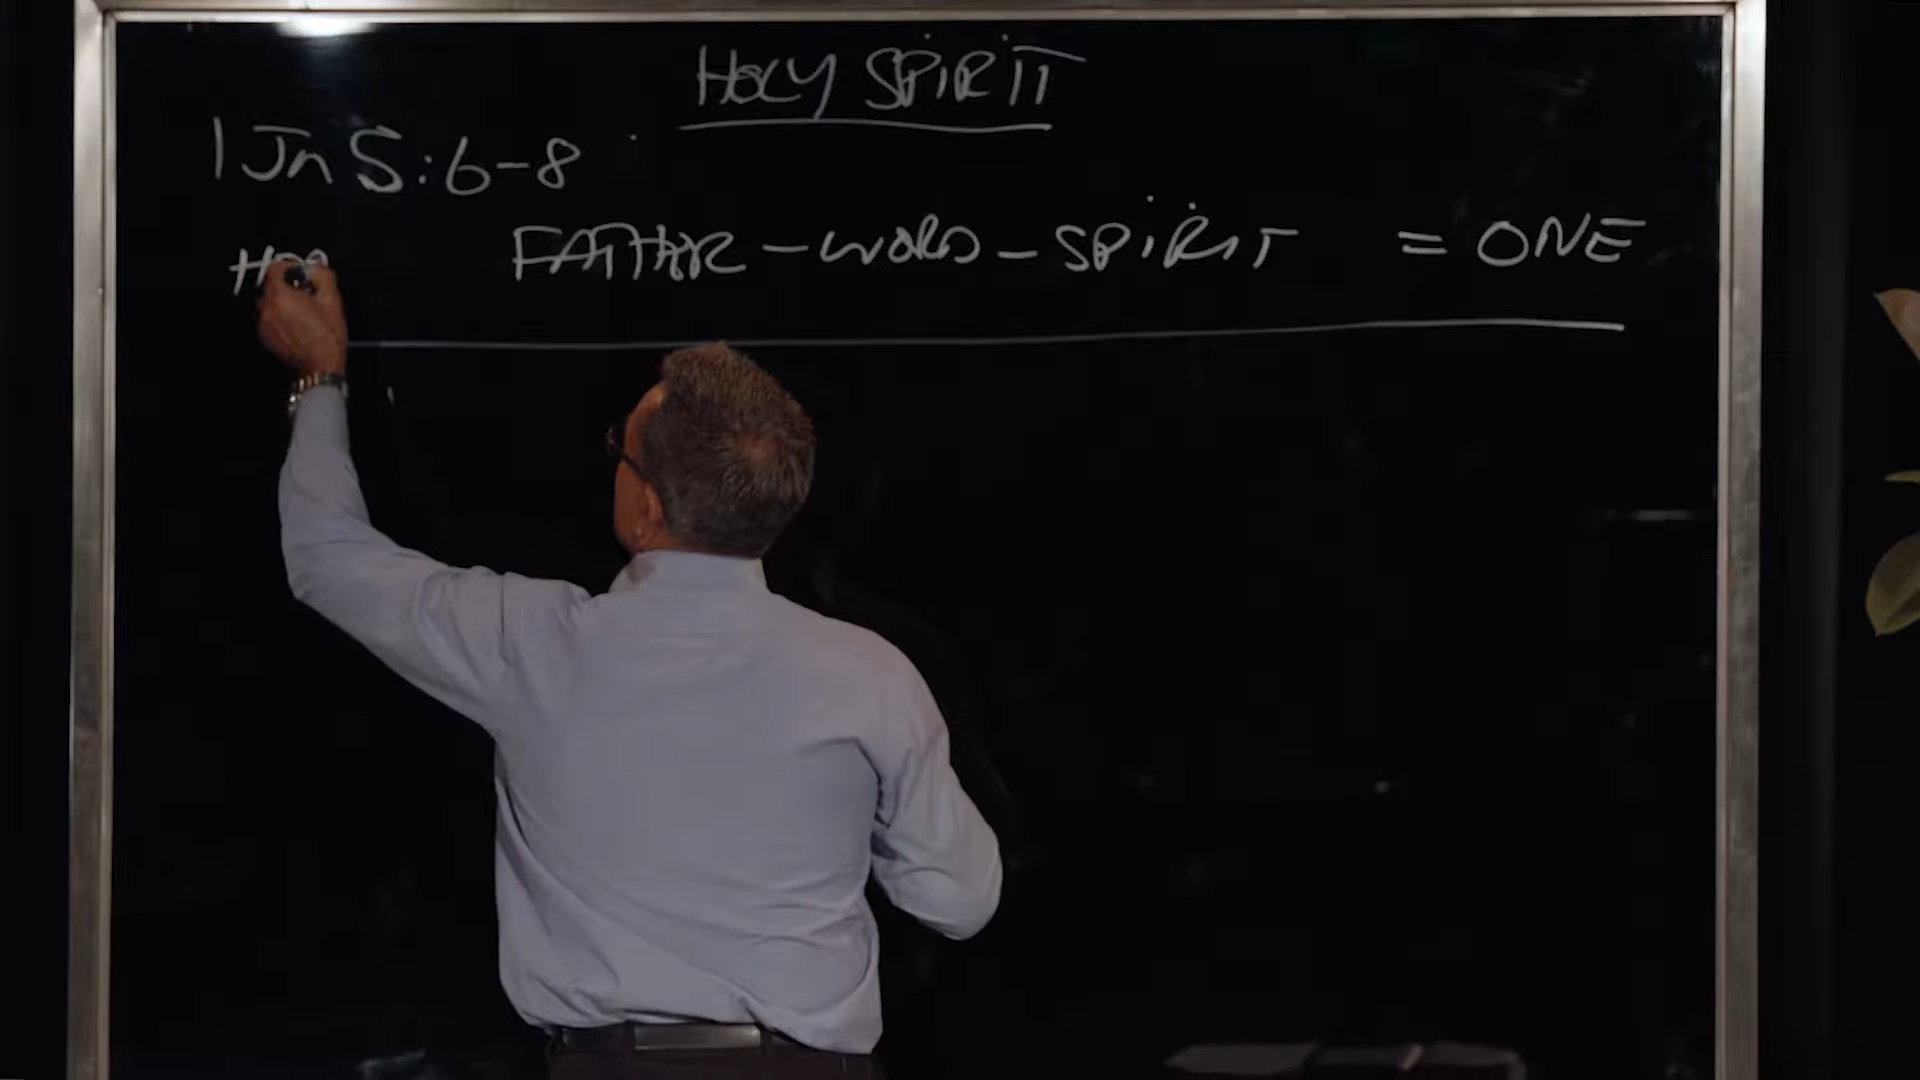 HOLY SPIRIT
1 Jn 5:6-8
FATHER - WORD - SPIRIT = ONE